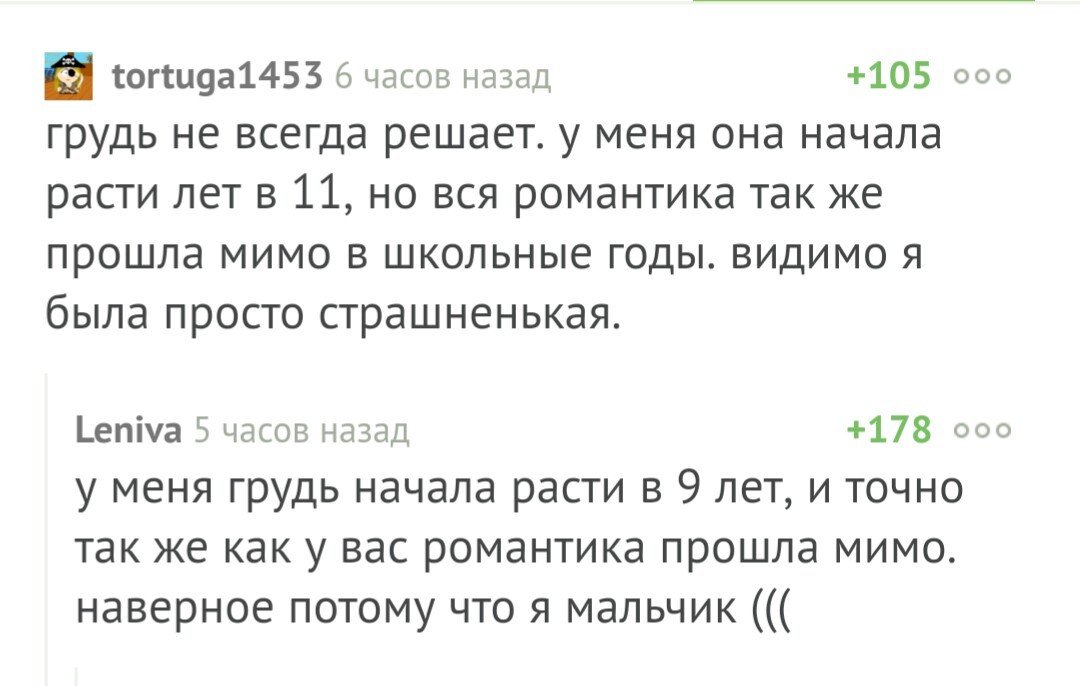 tortuga1453 6 часов назад +105
грудь не всегда решает. у меня она начала
расти лет в 11, но вся романтика так же
прошла мимо в школьные годы. видимо я
была просто страшненькая.
Leniva 5 часов назад +178
у меня грудь начала расти в 9 лет, и точно
так же как у вас романтика прошла мимо.
наверное потому что я мальчик (((